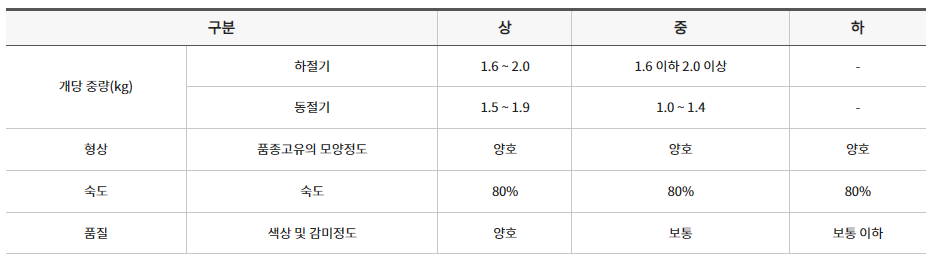 구분 상 중 하
개당 중량(kg) 하절기 1.6 ~ 2.0 1.6 이하 2.0 이상 -
동절기 1.5 ~ 1.9 1.0 ~ 1.4 -
형상 품종고유의 모양정도 양호 양호 양호
숙도 숙도 80% 80% 80%
품질 색상 및 감미정도 양호 보통 보통 이하